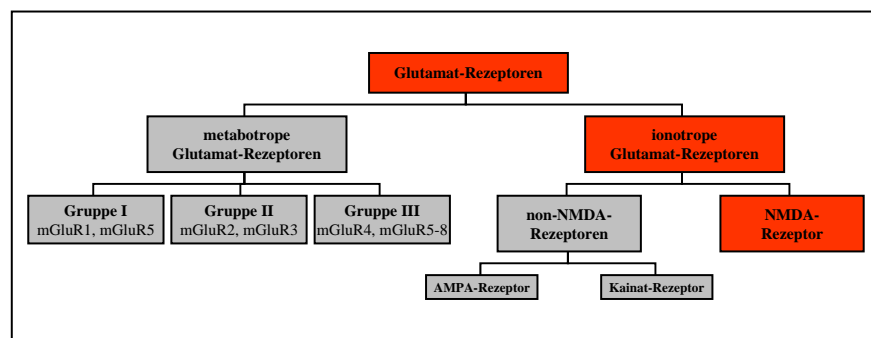 Glutamat-Rezeptoren
metabotrope
Glutamat-Rezeptoren
ionotrope
Glutamat-Rezeptoren
Gruppe I
mGluR1, mGluR5
Gruppe II
mGluR2, mGluR3
Gruppe III
mGluR4, mGluR5-8
non-NMDA-
Rezeptoren
NMDA-
Rezeptor
AMPA-Rezeptor
Kainat-Rezeptor